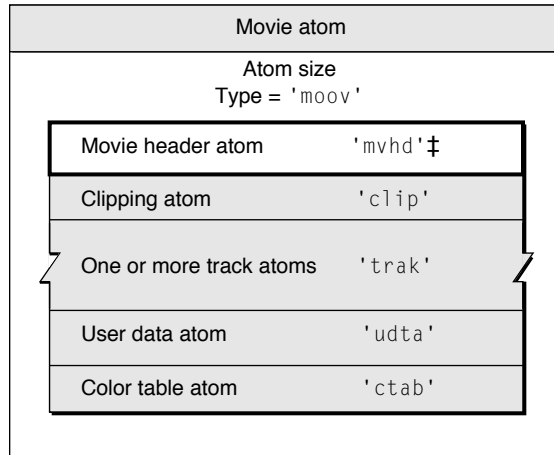 Movie atom
Atom size
Type = 'moov'
Movie header atom 'mvhd'‡
Clipping atom 'clip'
One or more track atoms 'trak'
User data atom 'udta'
Color table atom 'ctab'